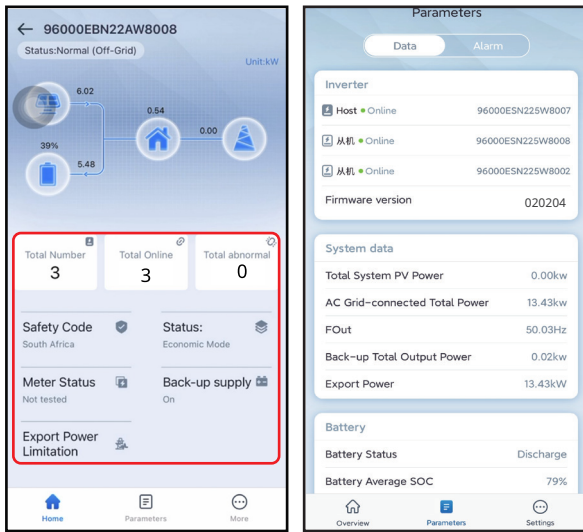 96000EBN22AW8008
Status:Normal (Off-Grid)
Unit:kW
6.02
0.54
0.00
39%
5.48
Total Number
3
Total Online
3
Total abnormal
0
Safety Code
South Africa
Status:
Economic Mode
Meter Status
Not tested
Back-up supply
On
Export Power
Limitation
Home
Parameters
More
Parameters
Data
Alarm
Inverter
Host Online 96000ESN225W8007
从机 Online 96000ESN225W8008
从机 Online 96000ESN225W8002
Firmware version 020204
System data
Total System PV Power 0.00kw
AC Grid-connected Total Power 13.43kw
FOut 50.03Hz
Back-up Total Output Power 0.02kw
Export Power 13.43kW
Battery
Battery Status Discharge
Battery Average SOC 79%
Overview
Parameters
Settings